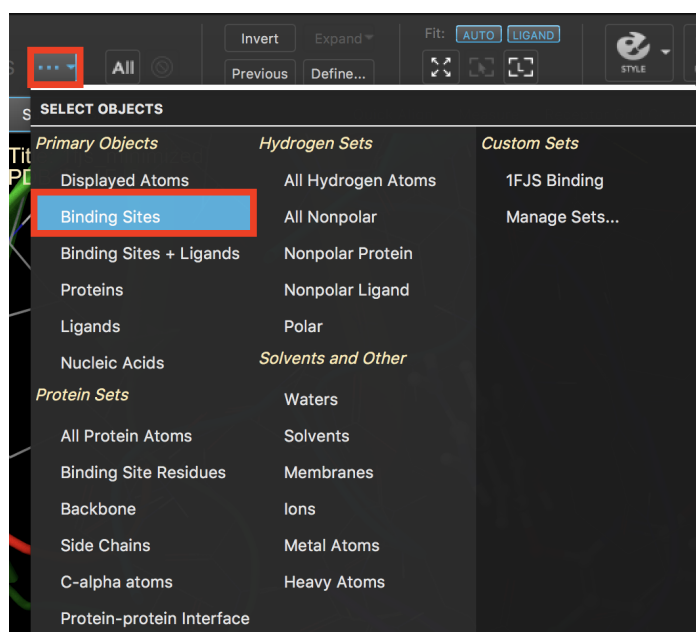 Invert
Expand
Fit: AUTO LIGAND
... All
Previous
Define...
L
STYLE
S
SELECT OBJECTS
Tit
PD
Primary Objects
Displayed Atoms
Binding Sites
Binding Sites + Ligands
Proteins
Ligands
Nucleic Acids
Protein Sets
All Protein Atoms
Binding Site Residues
Backbone
Side Chains
C-alpha atoms
Protein-protein Interface
Hydrogen Sets
All Hydrogen Atoms
All Nonpolar
Nonpolar Protein
Nonpolar Ligand
Polar
Solvents and Other
Waters
Solvents
Membranes
Ions
Metal Atoms
Heavy Atoms
Custom Sets
1FJS Binding
Manage Sets...